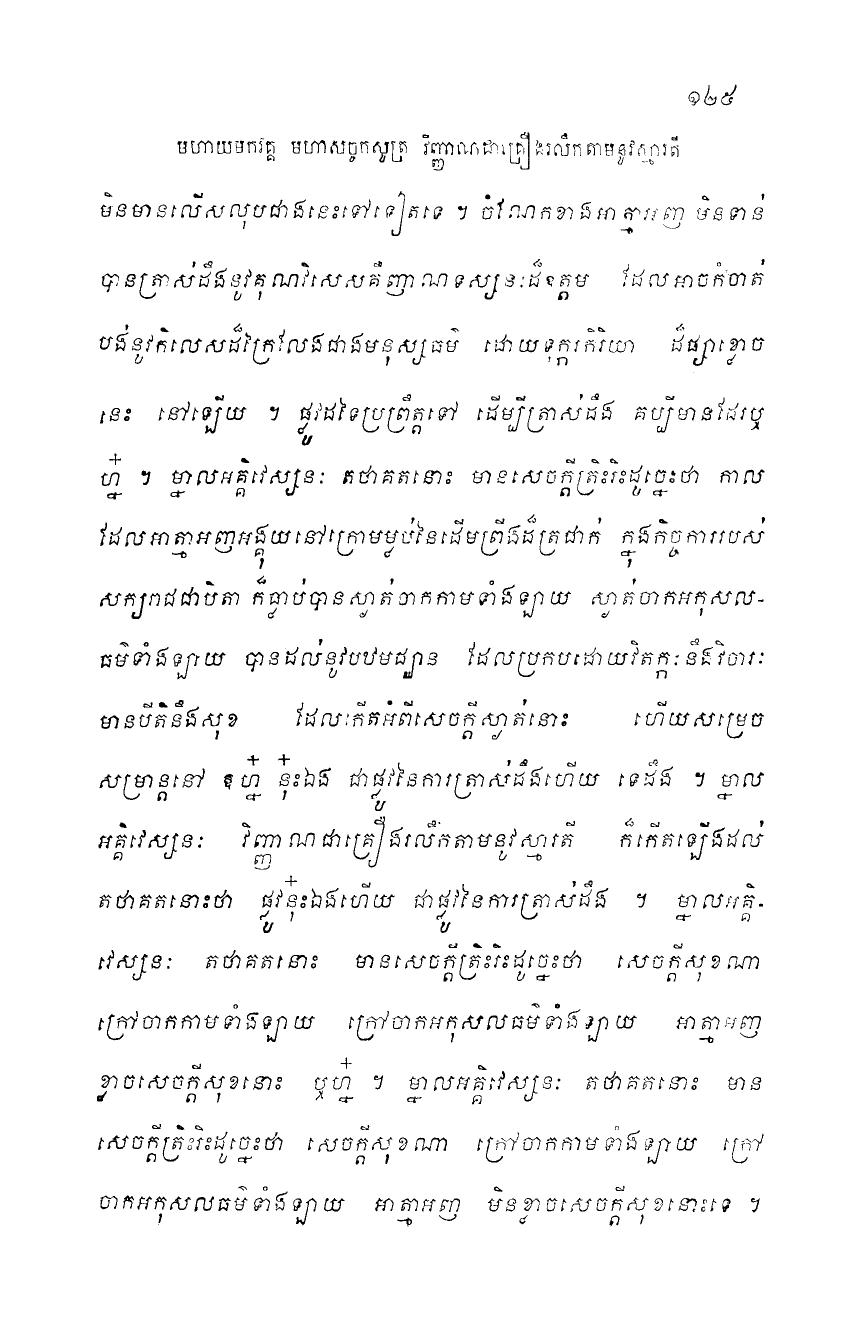 ១២៥
មហាយមកវគ្គ មហាសច្ចកសូត្រ វិញ្ញាណជាគ្រឿងរលឹកតាមនូវស្មារតី
មិនមានលើសលុបជាងនេះទៅទៀតទេ ។ ចំណែកខាងអាត្មាអញ មិនទាន់
បានត្រាស់ដឹងនូវគុណវិសេសគឺញាណទស្សនៈដ៏ឧត្តម ដែលអាចកំចាត់
បង់នូវកិលេសដ៏ក្រៃលែងជាងមនុស្សធម៌ ដោយទុក្ករកិរិយា ដ៏ផ្សាខ្លោច
នេះ នៅឡើយ ។ ផ្លូវដទៃប្រព្រឹត្តទៅ ដើម្បីត្រាស់ដឹង គប្បីមានដែរឬ
ហ្ន៎ ។ ម្នាលអគ្គិវេស្សនៈ តថាគតនោះ មានសេចក្តីត្រិះរិះដូច្នេះថា កាល
ដែលអាត្មាអញអង្គុយនៅក្រោមម្លប់នៃដើមព្រីងដ៏ត្រជាក់ ក្នុងកិច្ចការរបស់
សក្យរាជជាបិតា ក៏ធ្លាប់បានស្ងាត់ចាកកាមទាំងឡាយ ស្ងាត់ចាកអកុសល-
ធម៌ទាំងឡាយ បានដល់នូវបឋមជ្ឈាន ដែលប្រកបដោយវិតក្កៈនឹងវិចារៈ
មានបីតិនឹងសុខ ដែលកើតអំពីសេចក្តីស្ងាត់នោះ ហើយសម្រេច
សម្រាន្តនៅ ឱហ្ន៎ នុ៎ះឯង ជាផ្លូវនៃការត្រាស់ដឹងហើយ ទេដឹង ។ ម្នាល
អគ្គិវេស្សនៈ វិញ្ញាណជាគ្រឿងរលឹកតាមនូវស្មារតី ក៏កើតឡើងដល់
តថាគតនោះថា ផ្លូវនុ៎ះឯងហើយ ជាផ្លូវនៃការត្រាស់ដឹង ។ ម្នាលអគ្គិ-
វេស្សនៈ តថាគតនោះ មានសេចក្តីត្រិះរិះដូច្នេះថា សេចក្តីសុខណា
ក្រៅចាកកាមទាំងឡាយ ក្រៅចាកអកុសលធម៌ទាំងឡាយ អាត្មាអញ
ខ្លាចសេចក្តីសុខនោះ ឬហ្ន៎ ។ ម្នាលអគ្គិវេស្សនៈ តថាគតនោះ មាន
សេចក្តីត្រិះរិះដូច្នេះថា សេចក្តីសុខណា ក្រៅចាកកាមទាំងឡាយ ក្រៅ
ចាកអកុសលធម៌ទាំងឡាយ អាត្មាអញ មិនខ្លាចសេចក្តីសុខនោះទេ ។